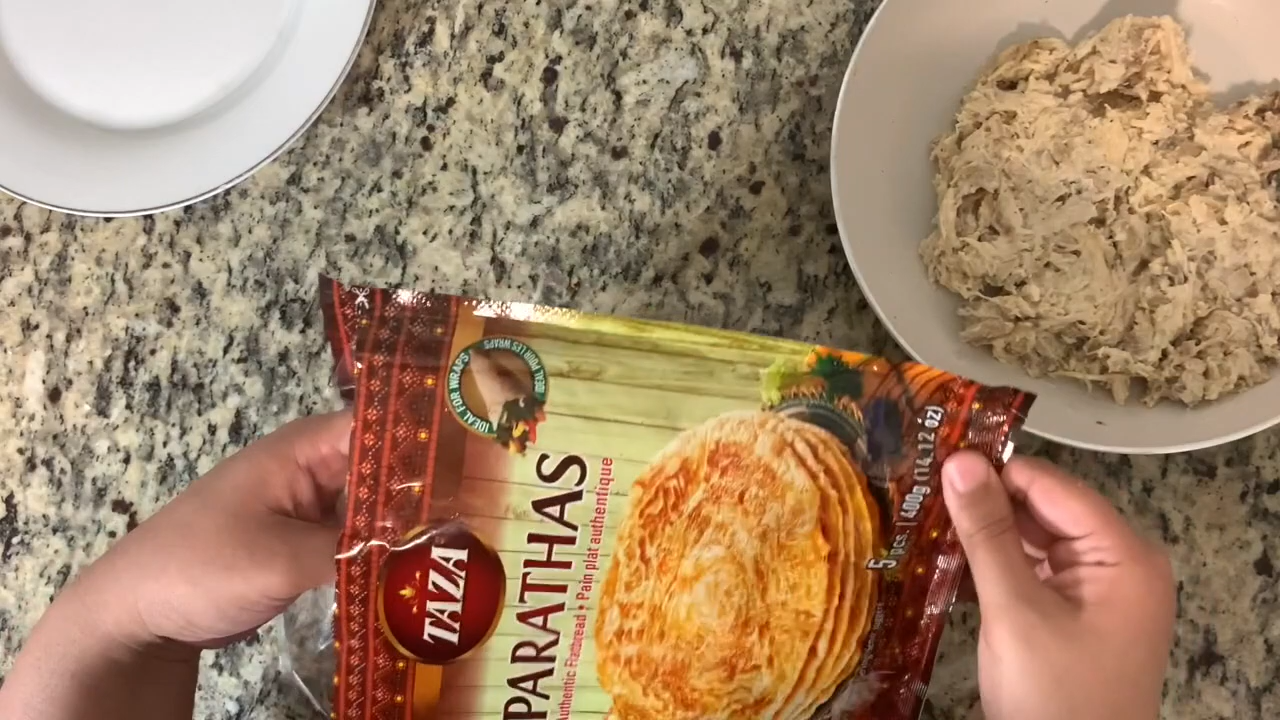 TAZA
PARATHAS
Authentic Flatbread • Pain plat authentique
IDEAL FOR WRAPS
IDÉAL POUR LES WRAPS
5 pcs. | 400g (14.12 oz)